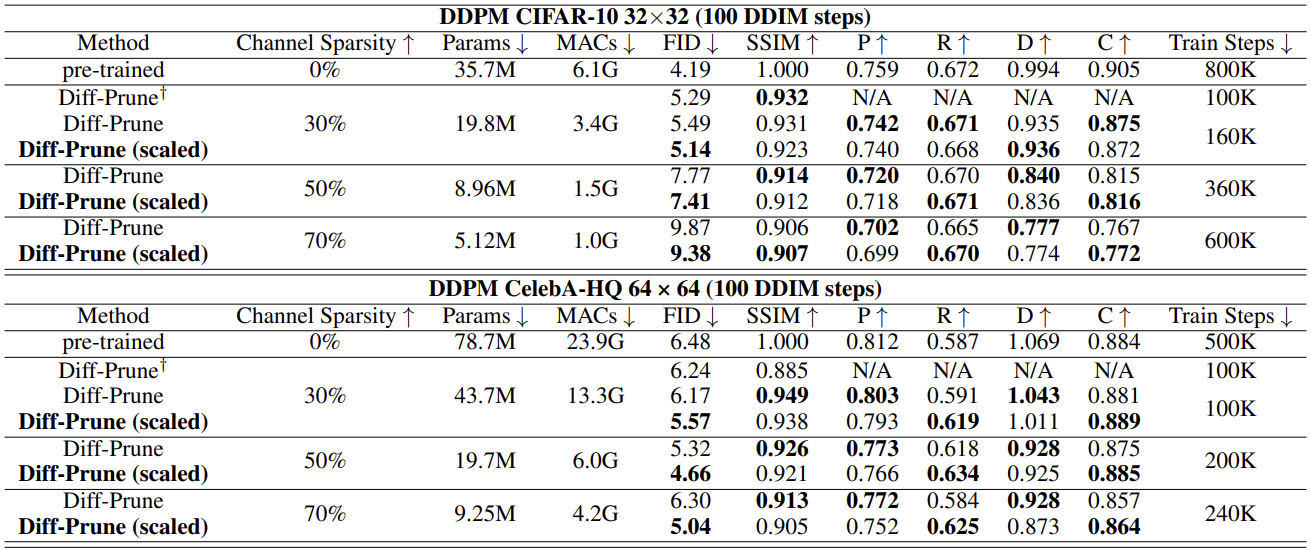 DDPM CIFAR-10 32×32 (100 DDIM steps)
Method Channel Sparsity ↑ Params ↓ MACs ↓ FID ↓ SSIM ↑ P ↑ R ↑ D ↑ C ↑ Train Steps ↓
pre-trained 0% 35.7M 6.1G 4.19 1.000 0.759 0.672 0.994 0.905 800K
Diff-Prune† 5.29 0.932 N/A N/A N/A N/A 100K
Diff-Prune 30% 19.8M 3.4G 5.49 0.931 0.742 0.671 0.935 0.875 160K
Diff-Prune (scaled) 5.14 0.923 0.740 0.668 0.936 0.872
Diff-Prune 50% 8.96M 1.5G 7.77 0.914 0.720 0.670 0.840 0.815 360K
Diff-Prune (scaled) 7.41 0.912 0.718 0.671 0.836 0.816
Diff-Prune 70% 5.12M 1.0G 9.87 0.906 0.702 0.665 0.777 0.767 600K
Diff-Prune (scaled) 9.38 0.907 0.699 0.670 0.774 0.772
DDPM CelebA-HQ 64 × 64 (100 DDIM steps)
Method Channel Sparsity ↑ Params ↓ MACs ↓ FID ↓ SSIM ↑ P ↑ R ↑ D ↑ C ↑ Train Steps ↓
pre-trained 0% 78.7M 23.9G 6.48 1.000 0.812 0.587 1.069 0.884 500K
Diff-Prune† 6.24 0.885 N/A N/A N/A N/A 100K
Diff-Prune 30% 43.7M 13.3G 6.17 0.949 0.803 0.591 1.043 0.881 100K
Diff-Prune (scaled) 5.57 0.938 0.793 0.619 1.011 0.889
Diff-Prune 50% 19.7M 6.0G 5.32 0.926 0.773 0.618 0.928 0.875 200K
Diff-Prune (scaled) 4.66 0.921 0.766 0.634 0.925 0.885
Diff-Prune 70% 9.25M 4.2G 6.30 0.913 0.772 0.584 0.928 0.857 240K
Diff-Prune (scaled) 5.04 0.905 0.752 0.625 0.873 0.864